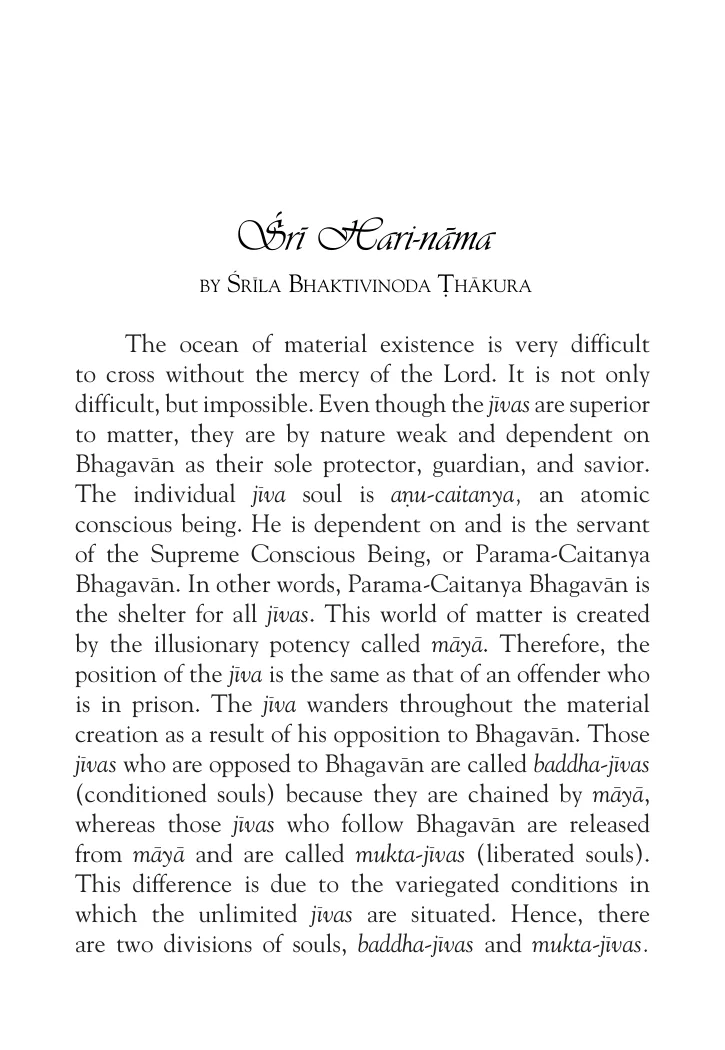 Śrī Hari-nāma
by Śrīla Bhaktivinoda Ṭhākura
The ocean of material existence is very difficult
to cross without the mercy of the Lord. It is not only
difficult, but impossible. Even though the jīvas are superior
to matter, they are by nature weak and dependent on
Bhagavān as their sole protector, guardian, and savior.
The individual jīva soul is aṇu-caitanya, an atomic
conscious being. He is dependent on and is the servant
of the Supreme Conscious Being, or Parama-Caitanya
Bhagavān. In other words, Parama-Caitanya Bhagavān is
the shelter for all jīvas. This world of matter is created
by the illusionary potency called māyā. Therefore, the
position of the jīva is the same as that of an offender who
is in prison. The jīva wanders throughout the material
creation as a result of his opposition to Bhagavān. Those
jīvas who are opposed to Bhagavān are called baddha-jīvas
(conditioned souls) because they are chained by māyā,
whereas those jīvas who follow Bhagavān are released
from māyā and are called mukta-jīvas (liberated souls).
This difference is due to the variegated conditions in
which the unlimited jīvas are situated. Hence, there
are two divisions of souls, baddha-jīvas and mukta-jīvas.